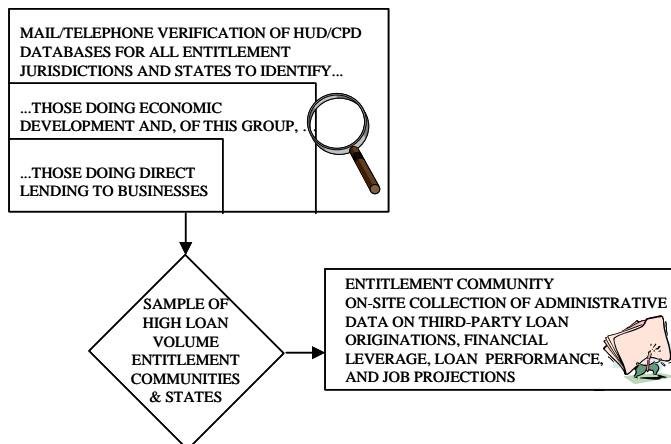 MAIL/TELEPHONE VERIFICATION OF HUD/CPD
DATABASES FOR ALL ENTITLEMENT
JURISDICTIONS AND STATES TO IDENTIFY...
...THOSE DOING ECONOMIC
DEVELOPMENT AND, OF THIS GROUP, ...
...THOSE DOING DIRECT
LENDING TO BUSINESSES
SAMPLE OF
HIGH LOAN
VOLUME
ENTITLEMENT
COMMUNITIES
& STATES
ENTITLEMENT COMMUNITY
ON-SITE COLLECTION OF ADMINISTRATIVE
DATA ON THIRD-PARTY LOAN
ORIGINATIONS, FINANCIAL
LEVERAGE, LOAN PERFORMANCE,
AND JOB PROJECTIONS